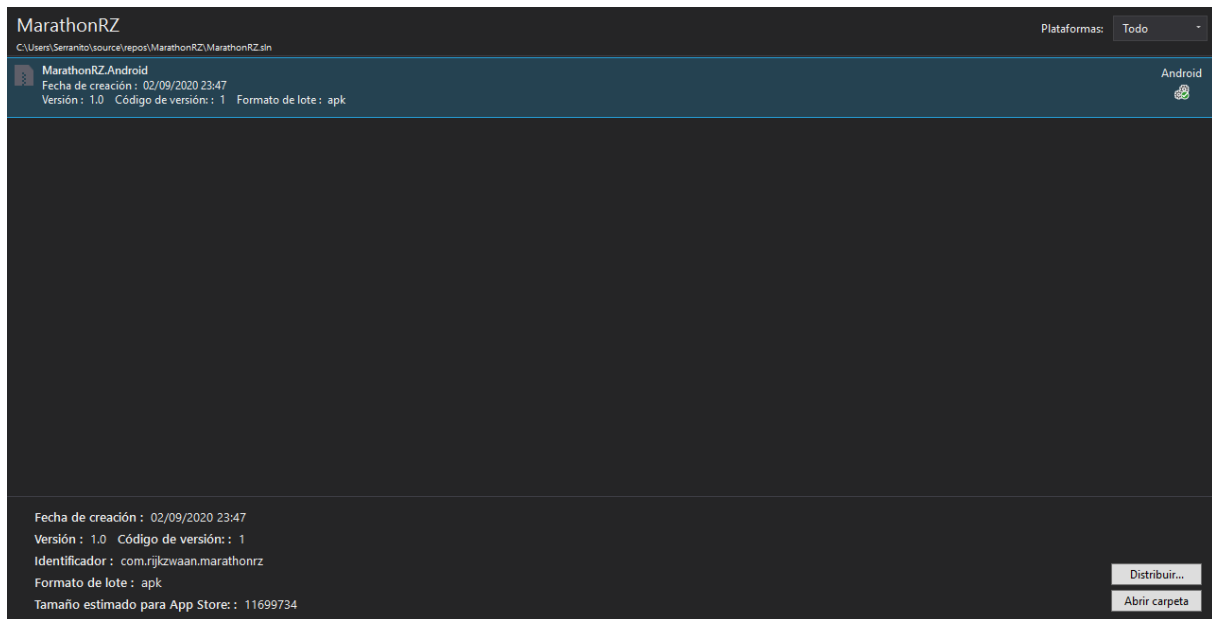 MarathonRZ
Plataformas: Todo
C:\Users\Serranito\source\repos\MarathonRZ\MarathonRZ.sln
MarathonRZ.Android
Android
Fecha de creación : 02/09/2020 23:47
Versión : 1.0 Código de versión: : 1 Formato de lote : apk
Fecha de creación : 02/09/2020 23:47
Versión : 1.0 Código de versión: : 1
Identificador : com.rijkzwaan.marathonrz
Formato de lote : apk
Tamaño estimado para App Store: : 11699734
Distribuir...
Abrir carpeta